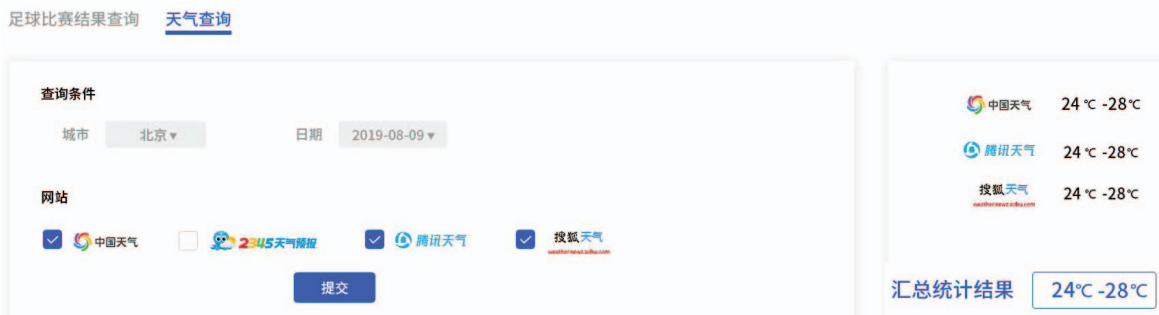 足球比赛结果查询 天气查询
查询条件
城市 北京▾ 日期 2019-08-09▾
网站
中国天气 2345天气预报 腾讯天气 搜狐天气
提交
中国天气 24℃-28℃
腾讯天气 24℃-28℃
搜狐天气 24℃-28℃
汇总统计结果 24℃-28℃